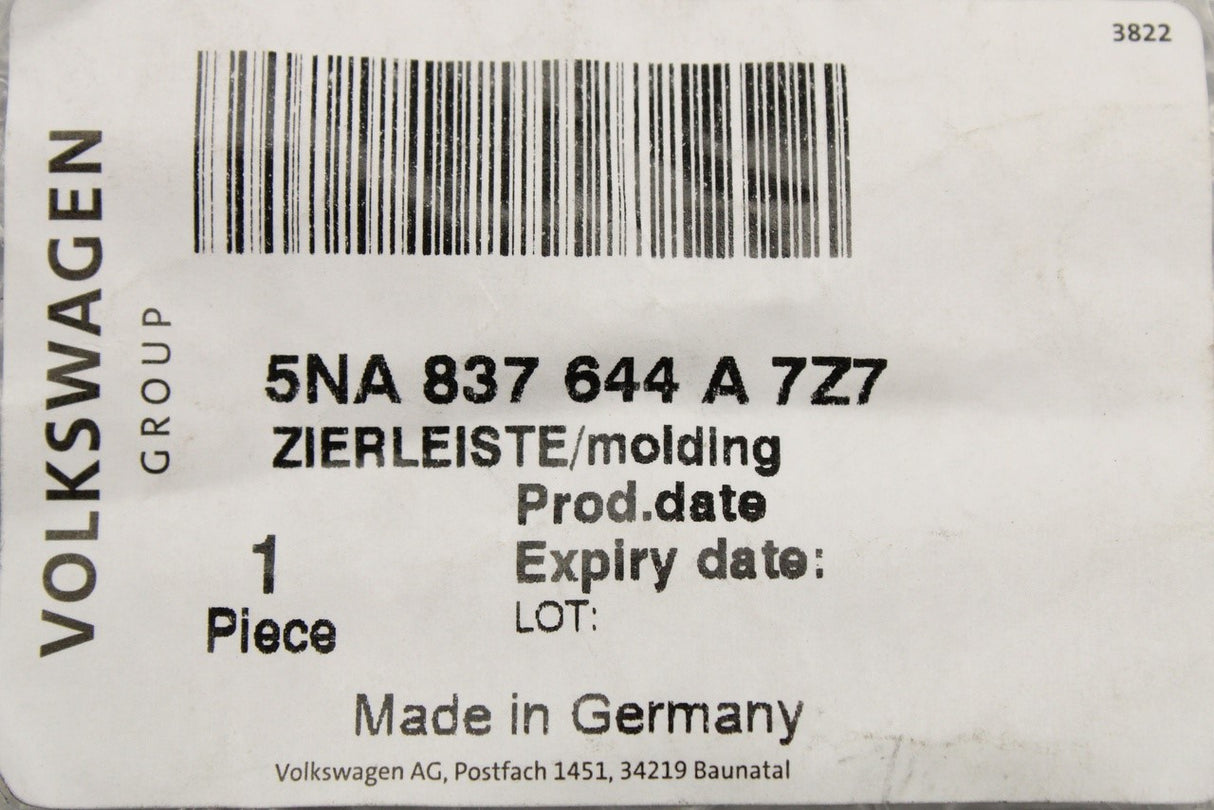 3822
VOLKSWAGEN
GROUP
5NA 837 644 A 7Z7
ZIERLEISTE/molding
Prod.date
Expiry date:
LOT:
1
Piece
Made in Germany
Volkswagen AG, Postfach 1451, 34219 Baunatal